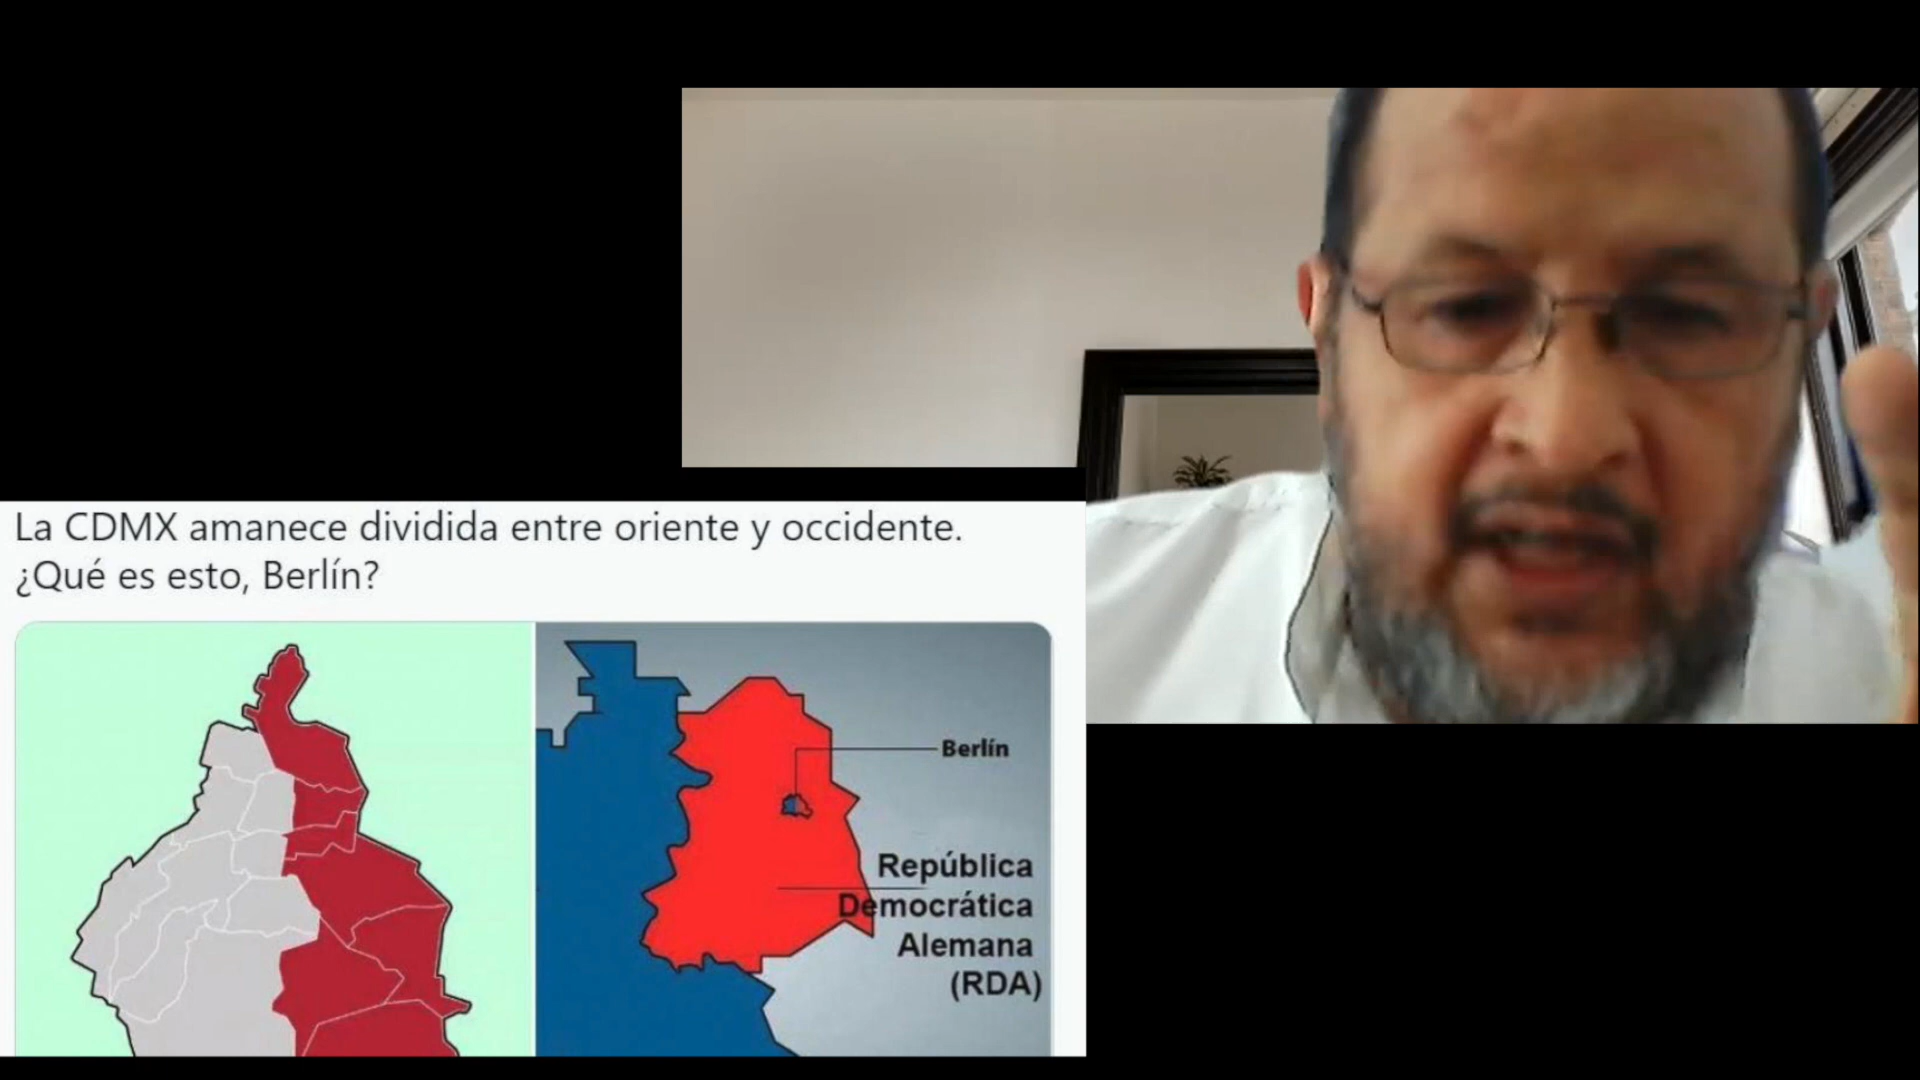 La CDMX amanece dividida entre oriente y occidente.
¿Qué es esto, Berlín?
Berlín
República
Democrática
Alemana
(RDA)